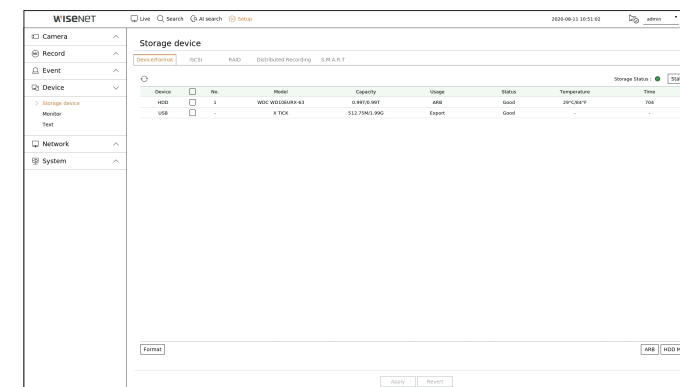 WISENET
Live Search AI search Setup 2020-08-11 10:51:02 admin
Camera
Record
Event
Device
Storage device
Monitor
Text
Network
System
Storage device
Device/Format iSCSI RAID Distributed Recording S.M.A.R.T
Storage Status :
Device No. Model Capacity Usage Status Temperature Time
HDD 1 WDC WD10EURX-63 0.99T/0.99T ARB Good 29°C/84°F 704
USB - X TICK 512.75M/1.99G Export Good - -
Format ARB HDD M
Apply Revert